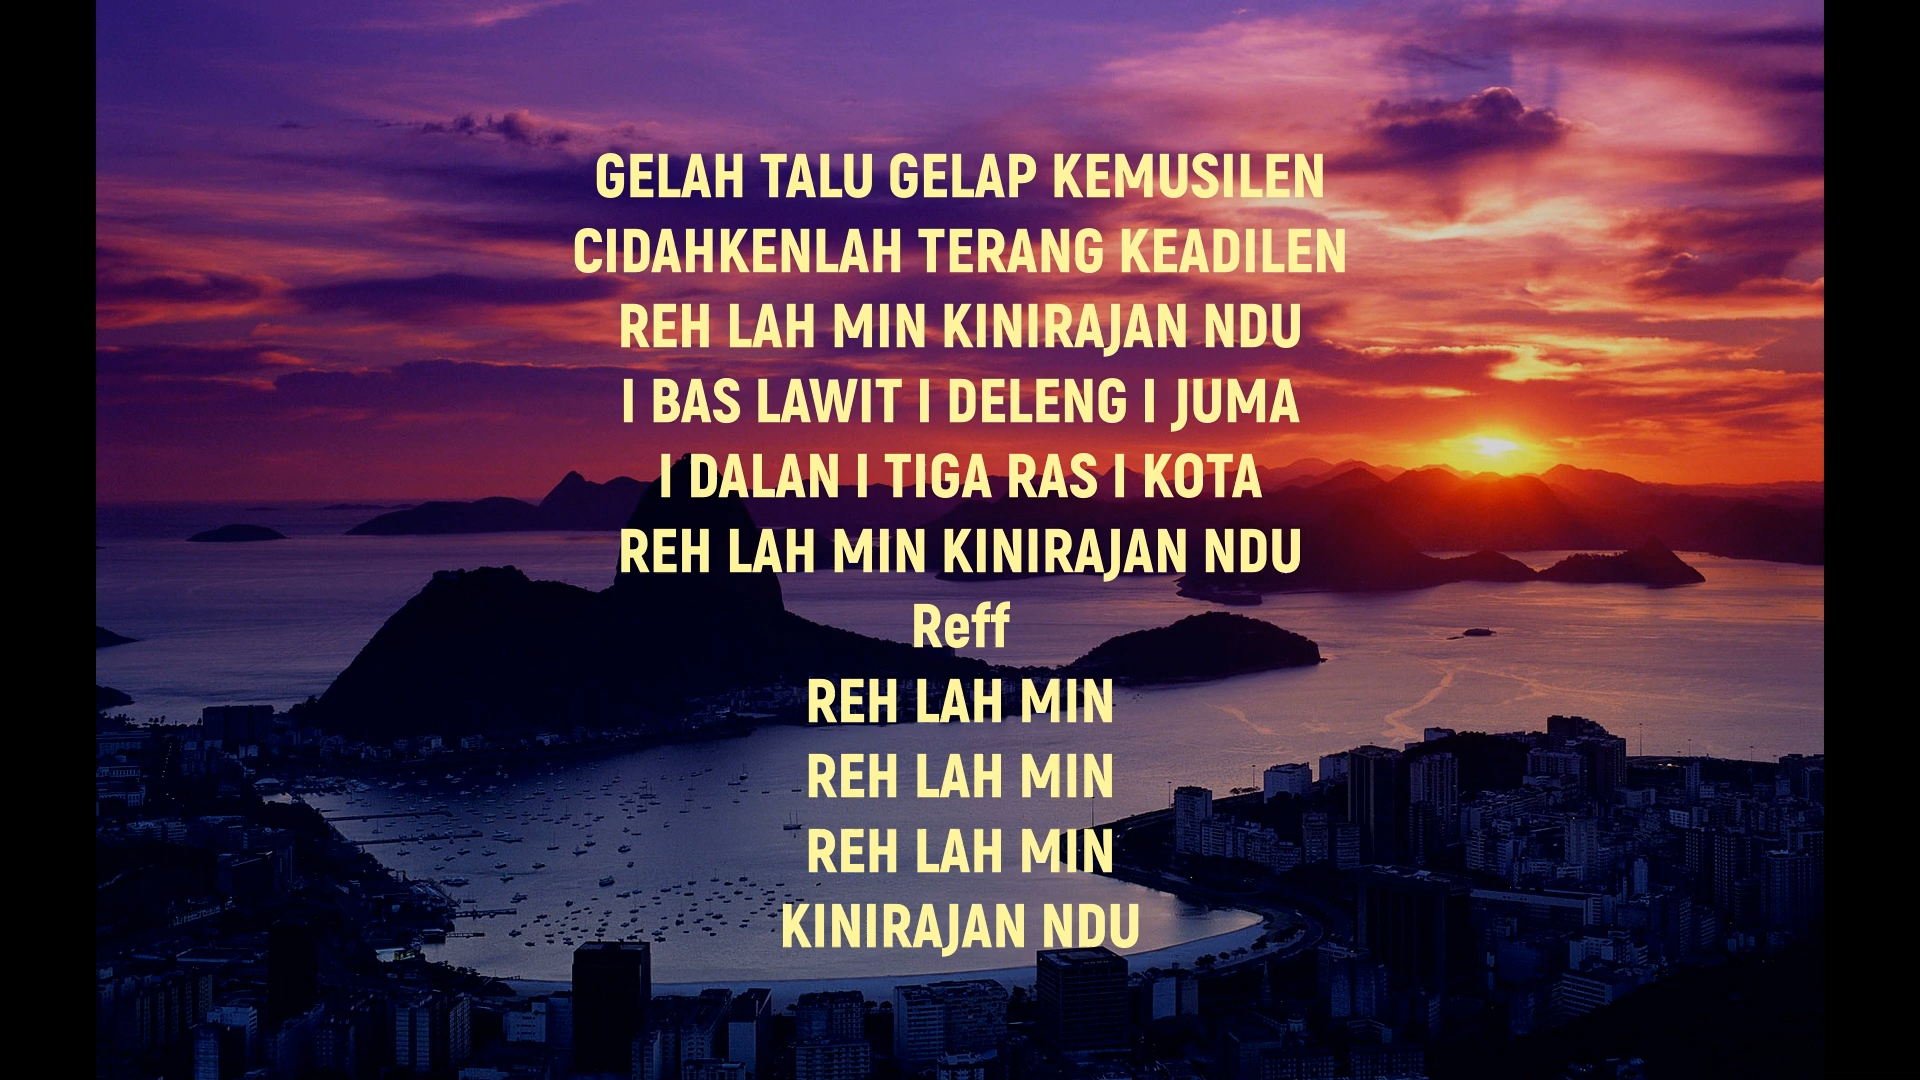 GELAH TALU GELAP KEMUSILEN
CIDAHKENLAH TERANG KEADILEN
REH LAH MIN KINIRAJAN NDU
I BAS LAWIT I DELENG I JUMA
I DALAN I TIGA RAS I KOTA
REH LAH MIN KINIRAJAN NDU
Reff
REH LAH MIN
REH LAH MIN
REH LAH MIN
KINIRAJAN NDU